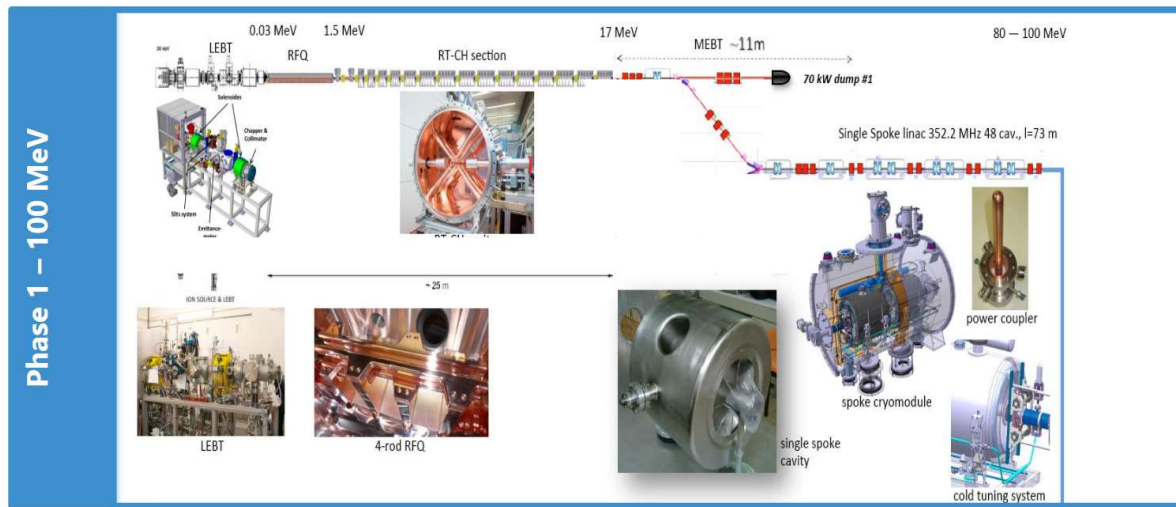 Phase 1 – 100 MeV
0.03 MeV
1.5 MeV
17 MeV
80 — 100 MeV
LEBT
RFQ
RT-CH section
MEBT ~11m
70 kW dump #1
Solenoides
Chopper &
Collimator
Slits system
Emittance-
Single Spoke linac 352.2 MHz 48 cav., l=73 m
~ 25 m
ION SOURCE & LEBT
power coupler
spoke cryomodule
LEBT
4-rod RFQ
single spoke
cavity
cold tuning system